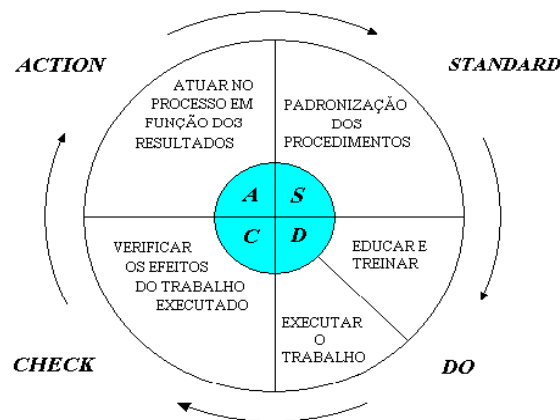 ACTION
STANDARD
ATUAR NO
PROCESSO EM
FUNÇÃO DOS
RESULTADOS
PADRONIZAÇÃO
DOS
PROCEDIMENTOS
A
S
C
D
VERIFICAR
OS EFEITOS
DO TRABALHO
EXECUTADO
EDUCAR E
TREINAR
EXECUTAR
O
TRABALHO
CHECK
DO